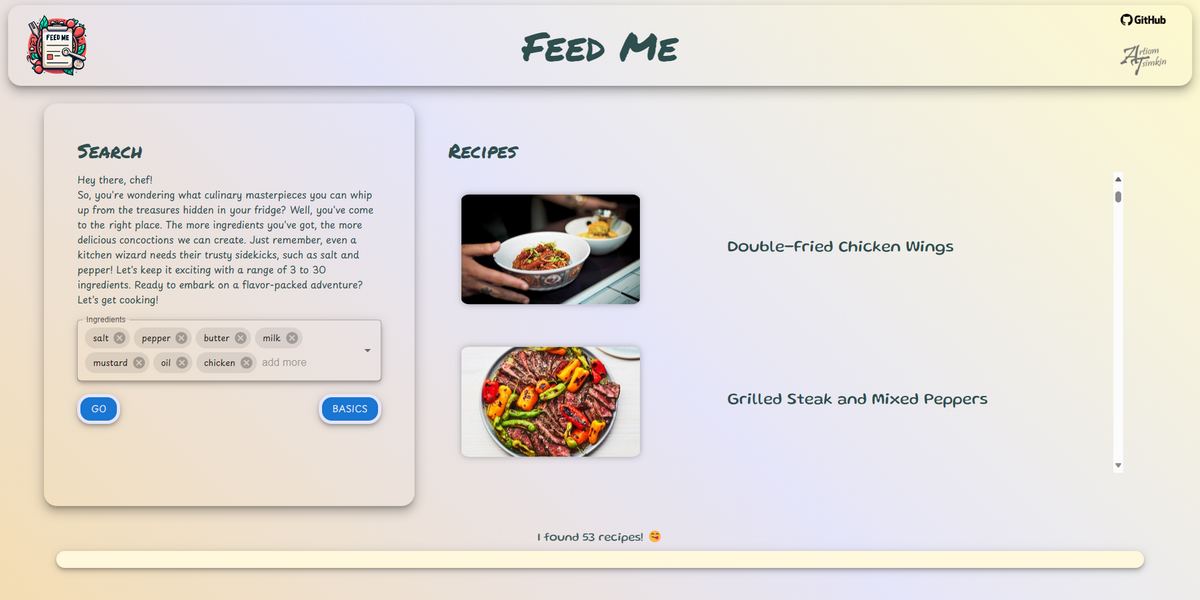 FEED ME
Feed Me
GitHub
Artiom
Tsimkin
Search
Hey there, chef!
So, you're wondering what culinary masterpieces you can whip
up from the treasures hidden in your fridge? Well, you've come
to the right place. The more ingredients you've got, the more
delicious concoctions we can create. Just remember, even a
kitchen wizard needs their trusty sidekicks, such as salt and
pepper! Let's keep it exciting with a range of 3 to 30
ingredients. Ready to embark on a flavor-packed adventure?
Let's get cooking!
Ingredients
salt pepper butter milk
mustard oil chicken add more
GO BASICS
Recipes
Double-fried Chicken Wings
Grilled Steak and Mixed Peppers
I found 53 recipes! 😋